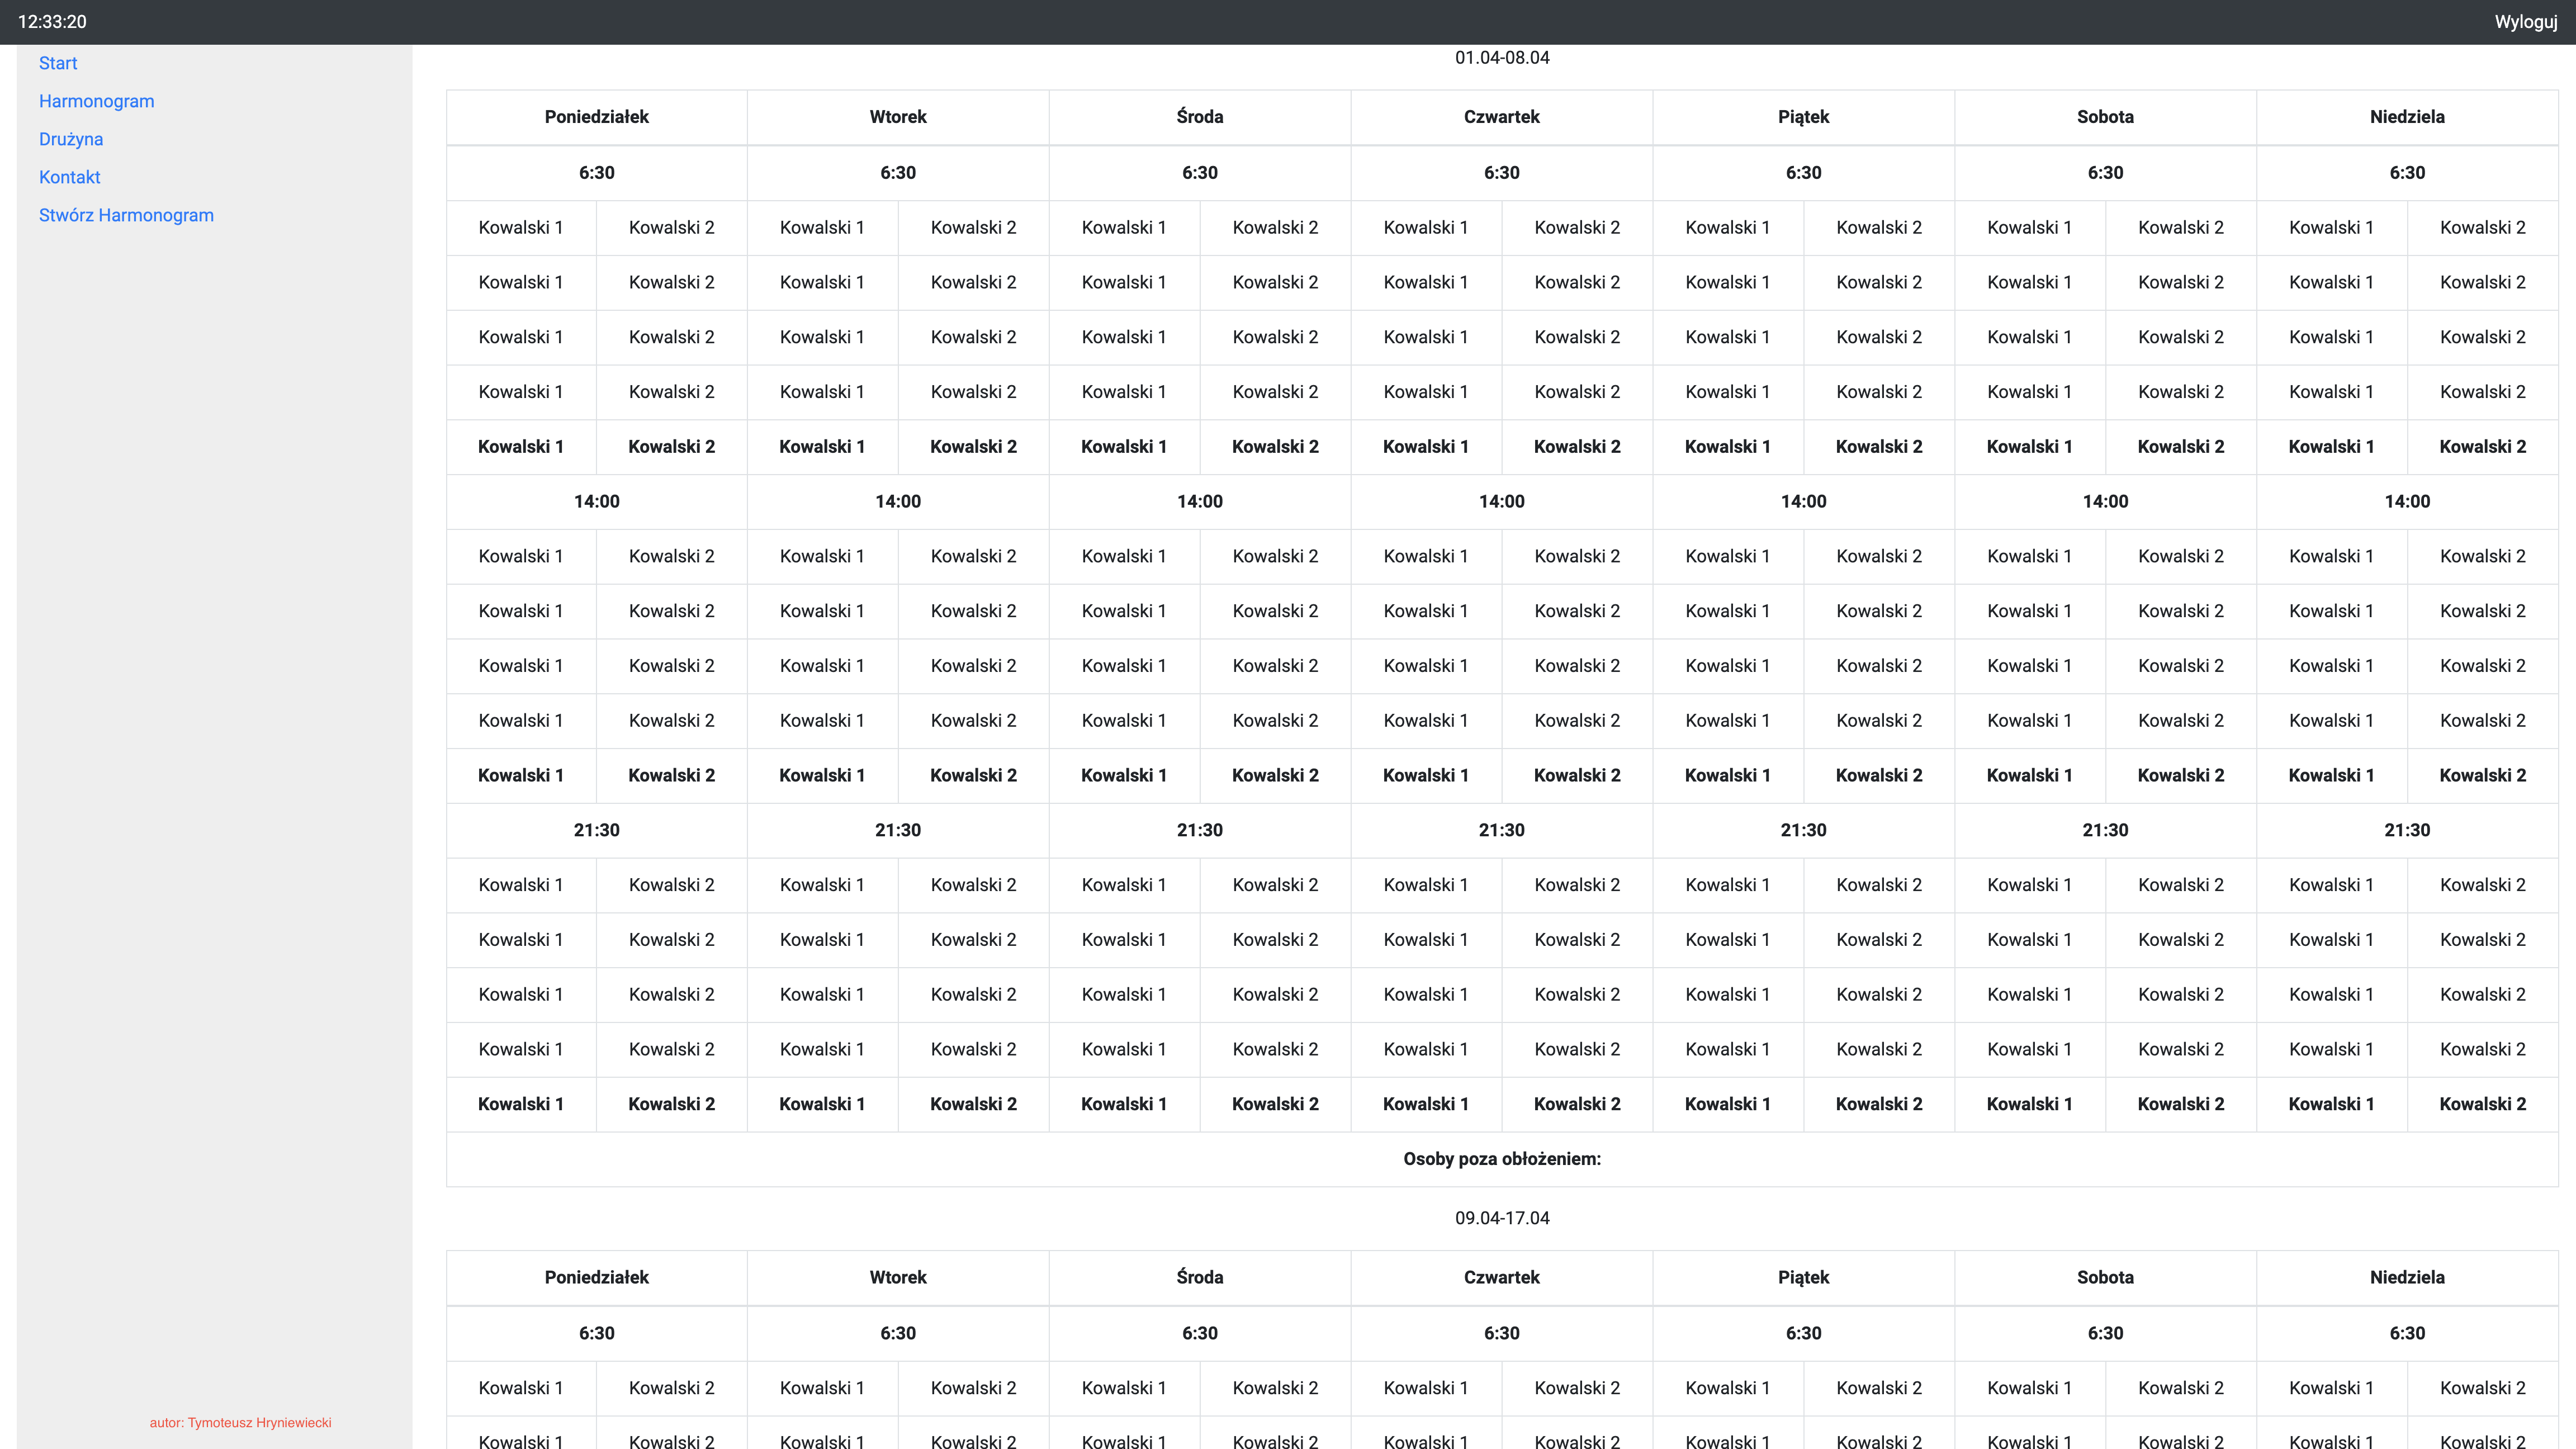 12:33:20 Wyloguj
Start
Harmonogram
Drużyna
Kontakt
Stwórz Harmonogram
autor: Tymoteusz Hryniewiecki
01.04-08.04
Poniedziałek Wtorek Środa Czwartek Piątek Sobota Niedziela
6:30 6:30 6:30 6:30 6:30 6:30 6:30
Kowalski 1 Kowalski 2 Kowalski 1 Kowalski 2 Kowalski 1 Kowalski 2 Kowalski 1 Kowalski 2 Kowalski 1 Kowalski 2 Kowalski 1 Kowalski 2 Kowalski 1 Kowalski 2
Kowalski 1 Kowalski 2 Kowalski 1 Kowalski 2 Kowalski 1 Kowalski 2 Kowalski 1 Kowalski 2 Kowalski 1 Kowalski 2 Kowalski 1 Kowalski 2 Kowalski 1 Kowalski 2
Kowalski 1 Kowalski 2 Kowalski 1 Kowalski 2 Kowalski 1 Kowalski 2 Kowalski 1 Kowalski 2 Kowalski 1 Kowalski 2 Kowalski 1 Kowalski 2 Kowalski 1 Kowalski 2
Kowalski 1 Kowalski 2 Kowalski 1 Kowalski 2 Kowalski 1 Kowalski 2 Kowalski 1 Kowalski 2 Kowalski 1 Kowalski 2 Kowalski 1 Kowalski 2 Kowalski 1 Kowalski 2
Kowalski 1 Kowalski 2 Kowalski 1 Kowalski 2 Kowalski 1 Kowalski 2 Kowalski 1 Kowalski 2 Kowalski 1 Kowalski 2 Kowalski 1 Kowalski 2 Kowalski 1 Kowalski 2
14:00 14:00 14:00 14:00 14:00 14:00 14:00
Kowalski 1 Kowalski 2 Kowalski 1 Kowalski 2 Kowalski 1 Kowalski 2 Kowalski 1 Kowalski 2 Kowalski 1 Kowalski 2 Kowalski 1 Kowalski 2 Kowalski 1 Kowalski 2
Kowalski 1 Kowalski 2 Kowalski 1 Kowalski 2 Kowalski 1 Kowalski 2 Kowalski 1 Kowalski 2 Kowalski 1 Kowalski 2 Kowalski 1 Kowalski 2 Kowalski 1 Kowalski 2
Kowalski 1 Kowalski 2 Kowalski 1 Kowalski 2 Kowalski 1 Kowalski 2 Kowalski 1 Kowalski 2 Kowalski 1 Kowalski 2 Kowalski 1 Kowalski 2 Kowalski 1 Kowalski 2
Kowalski 1 Kowalski 2 Kowalski 1 Kowalski 2 Kowalski 1 Kowalski 2 Kowalski 1 Kowalski 2 Kowalski 1 Kowalski 2 Kowalski 1 Kowalski 2 Kowalski 1 Kowalski 2
Kowalski 1 Kowalski 2 Kowalski 1 Kowalski 2 Kowalski 1 Kowalski 2 Kowalski 1 Kowalski 2 Kowalski 1 Kowalski 2 Kowalski 1 Kowalski 2 Kowalski 1 Kowalski 2
21:30 21:30 21:30 21:30 21:30 21:30 21:30
Kowalski 1 Kowalski 2 Kowalski 1 Kowalski 2 Kowalski 1 Kowalski 2 Kowalski 1 Kowalski 2 Kowalski 1 Kowalski 2 Kowalski 1 Kowalski 2 Kowalski 1 Kowalski 2
Kowalski 1 Kowalski 2 Kowalski 1 Kowalski 2 Kowalski 1 Kowalski 2 Kowalski 1 Kowalski 2 Kowalski 1 Kowalski 2 Kowalski 1 Kowalski 2 Kowalski 1 Kowalski 2
Kowalski 1 Kowalski 2 Kowalski 1 Kowalski 2 Kowalski 1 Kowalski 2 Kowalski 1 Kowalski 2 Kowalski 1 Kowalski 2 Kowalski 1 Kowalski 2 Kowalski 1 Kowalski 2
Kowalski 1 Kowalski 2 Kowalski 1 Kowalski 2 Kowalski 1 Kowalski 2 Kowalski 1 Kowalski 2 Kowalski 1 Kowalski 2 Kowalski 1 Kowalski 2 Kowalski 1 Kowalski 2
Kowalski 1 Kowalski 2 Kowalski 1 Kowalski 2 Kowalski 1 Kowalski 2 Kowalski 1 Kowalski 2 Kowalski 1 Kowalski 2 Kowalski 1 Kowalski 2 Kowalski 1 Kowalski 2
Osoby poza obłożeniem:
09.04-17.04
Poniedziałek Wtorek Środa Czwartek Piątek Sobota Niedziela
6:30 6:30 6:30 6:30 6:30 6:30 6:30
Kowalski 1 Kowalski 2 Kowalski 1 Kowalski 2 Kowalski 1 Kowalski 2 Kowalski 1 Kowalski 2 Kowalski 1 Kowalski 2 Kowalski 1 Kowalski 2 Kowalski 1 Kowalski 2
Kowalski 1 Kowalski 2 Kowalski 1 Kowalski 2 Kowalski 1 Kowalski 2 Kowalski 1 Kowalski 2 Kowalski 1 Kowalski 2 Kowalski 1 Kowalski 2 Kowalski 1 Kowalski 2